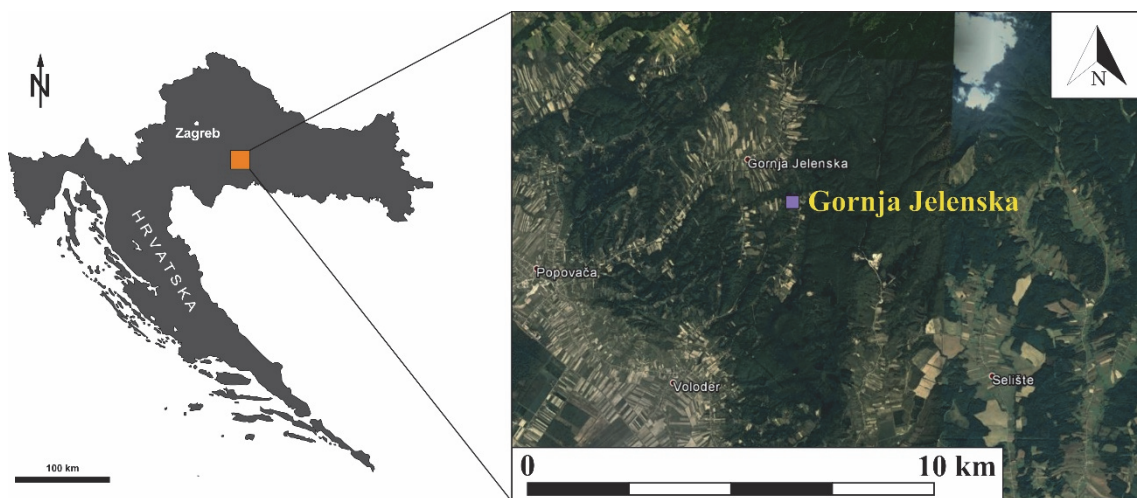 N
Zagreb
HRVATSKA
100 km
N
Gornja Jelenska
Gornja Jelenska
Popovača
Voloder
Selište
0 10 km